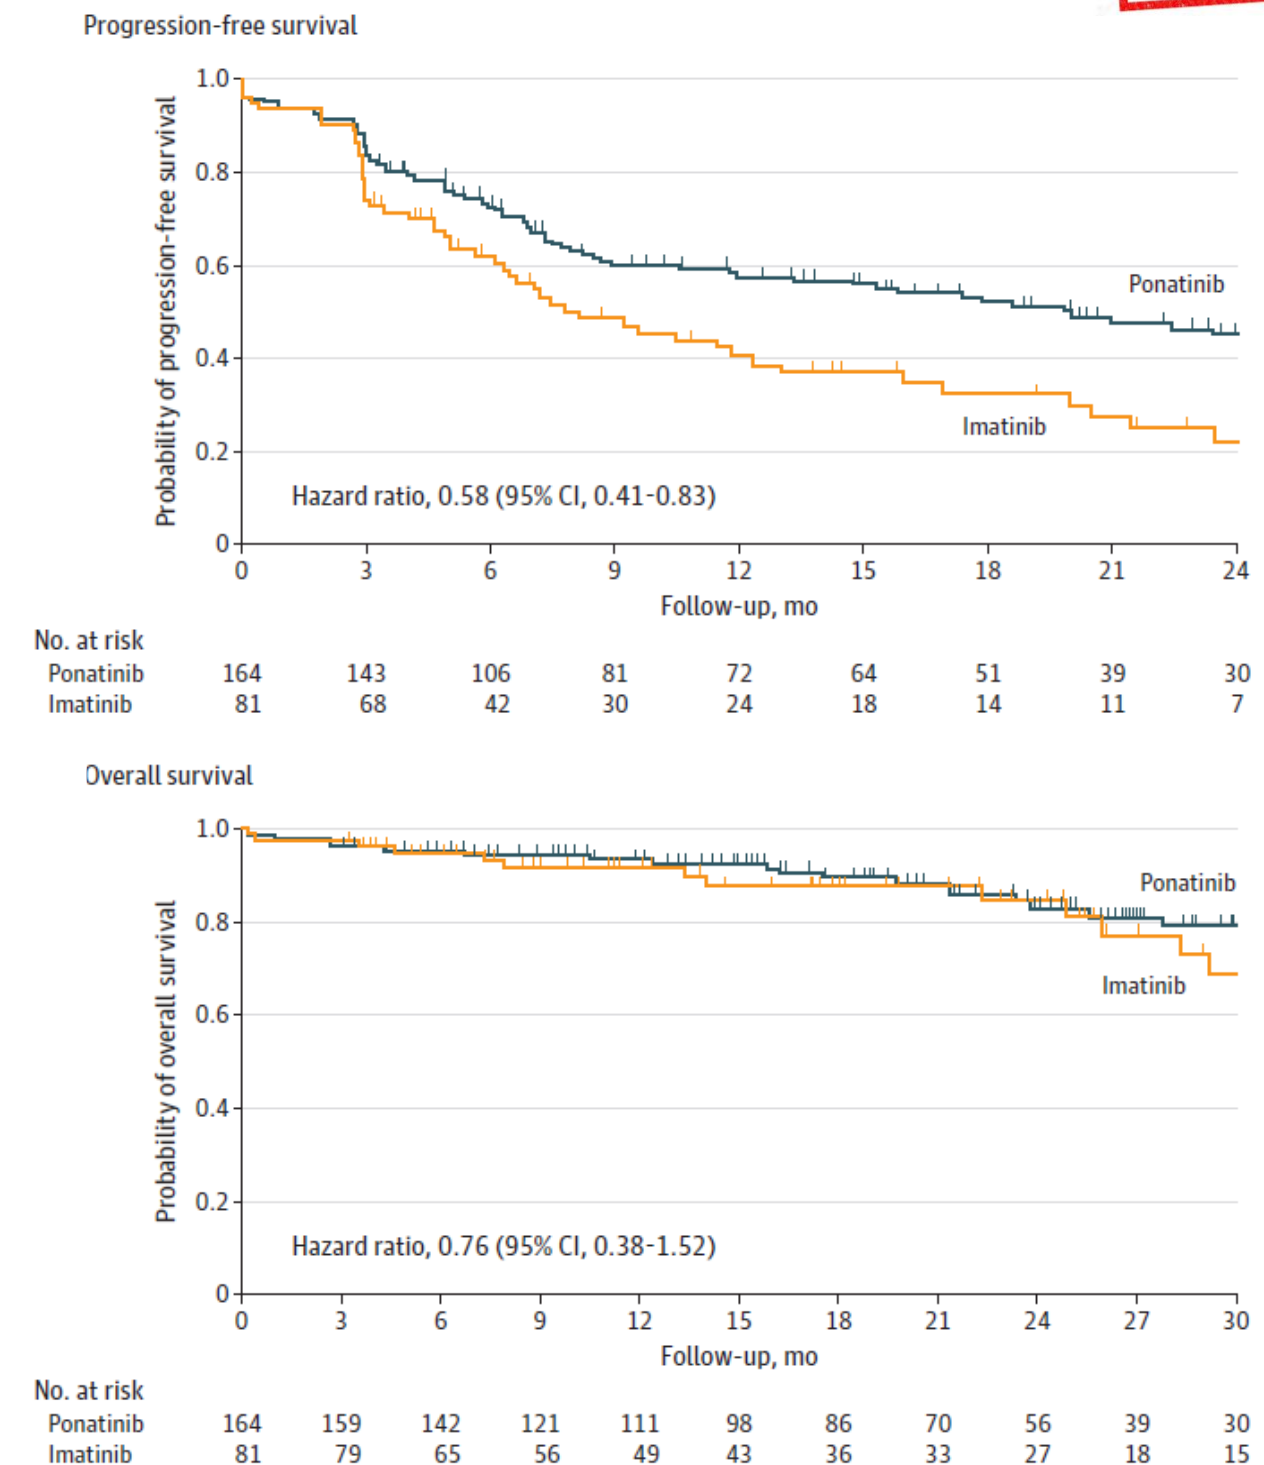 Progression-free survival
1.0
0.8
0.6
0.4
0.2
0
Probability of progression-free survival
Ponatinib
Imatinib
Hazard ratio, 0.58 (95% CI, 0.41-0.83)
0 3 6 9 12 15 18 21 24
Follow-up, mo
No. at risk
Ponatinib 164 143 106 81 72 64 51 39 30
Imatinib 81 68 42 30 24 18 14 11 7
Overall survival
1.0
0.8
0.6
0.4
0.2
0
Probability of overall survival
Ponatinib
Imatinib
Hazard ratio, 0.76 (95% CI, 0.38-1.52)
0 3 6 9 12 15 18 21 24 27 30
Follow-up, mo
No. at risk
Ponatinib 164 159 142 121 111 98 86 70 56 39 30
Imatinib 81 79 65 56 49 43 36 33 27 18 15